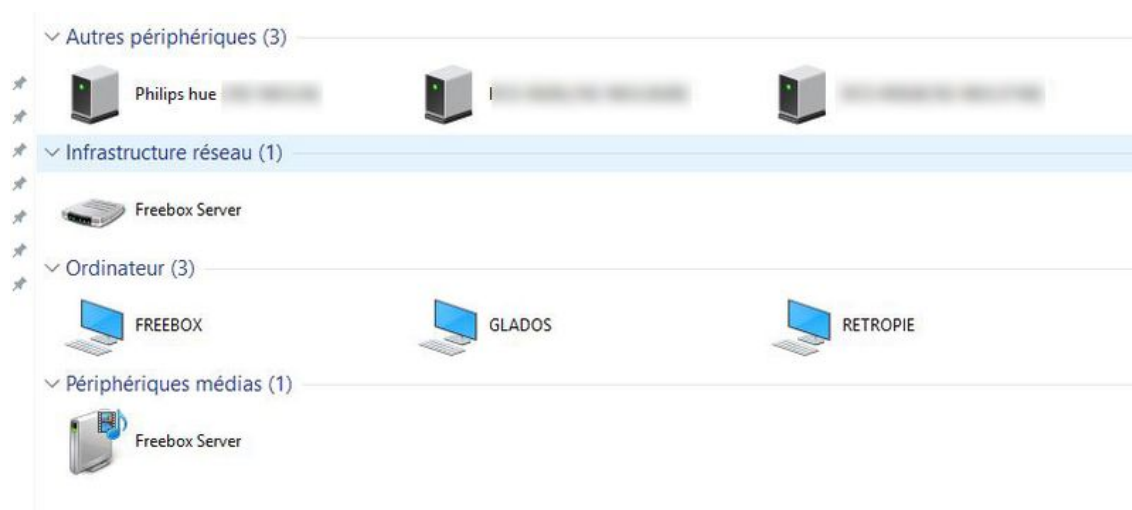 Autres périphériques (3)
Philips hue
Infrastructure réseau (1)
Freebox Server
Ordinateur (3)
FREEBOX
GLADOS
RETROPIE
Périphériques médias (1)
Freebox Server